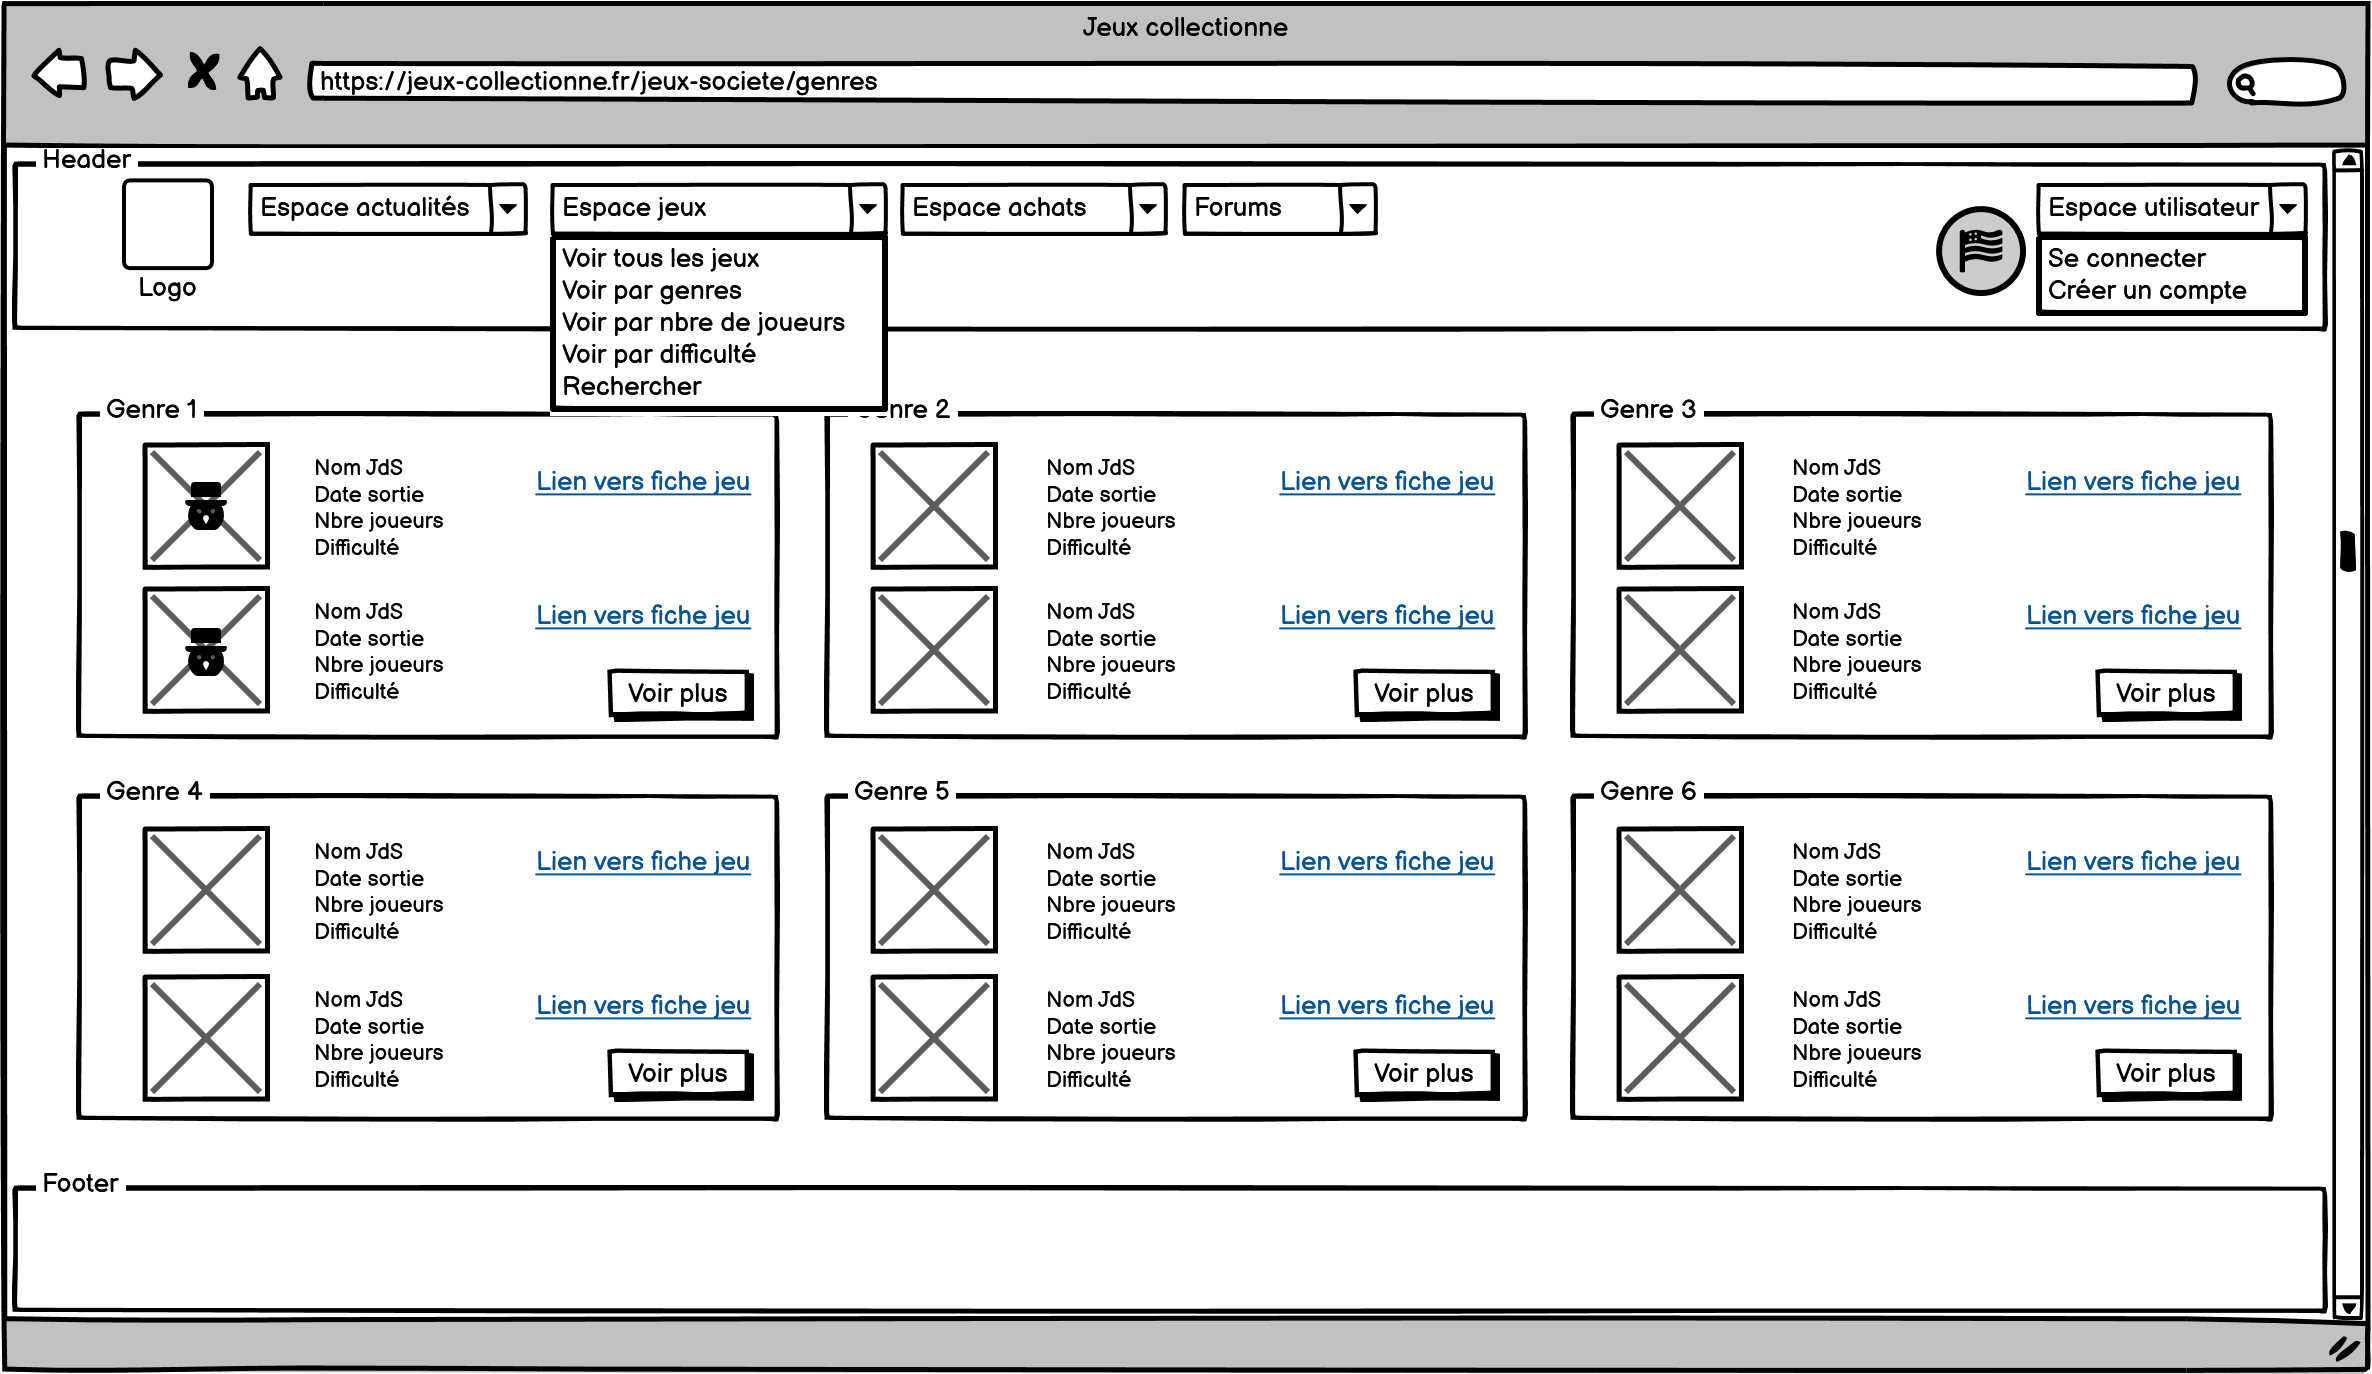 Jeux collectionne
https://jeux-collectionne.fr/jeux-societe/genres
Header
Logo
Espace actualités
Espace jeux
Voir tous les jeux
Voir par genres
Voir par nbre de joueurs
Voir par difficulté
Rechercher
Espace achats
Forums
Espace utilisateur
Se connecter
Créer un compte
Genre 1
Nom JdS
Date sortie
Nbre joueurs
Difficulté
Lien vers fiche jeu
Nom JdS
Date sortie
Nbre joueurs
Difficulté
Lien vers fiche jeu
Voir plus
Genre 2
Nom JdS
Date sortie
Nbre joueurs
Difficulté
Lien vers fiche jeu
Nom JdS
Date sortie
Nbre joueurs
Difficulté
Lien vers fiche jeu
Voir plus
Genre 3
Nom JdS
Date sortie
Nbre joueurs
Difficulté
Lien vers fiche jeu
Nom JdS
Date sortie
Nbre joueurs
Difficulté
Lien vers fiche jeu
Voir plus
Genre 4
Nom JdS
Date sortie
Nbre joueurs
Difficulté
Lien vers fiche jeu
Nom JdS
Date sortie
Nbre joueurs
Difficulté
Lien vers fiche jeu
Voir plus
Genre 5
Nom JdS
Date sortie
Nbre joueurs
Difficulté
Lien vers fiche jeu
Nom JdS
Date sortie
Nbre joueurs
Difficulté
Lien vers fiche jeu
Voir plus
Genre 6
Nom JdS
Date sortie
Nbre joueurs
Difficulté
Lien vers fiche jeu
Nom JdS
Date sortie
Nbre joueurs
Difficulté
Lien vers fiche jeu
Voir plus
Footer